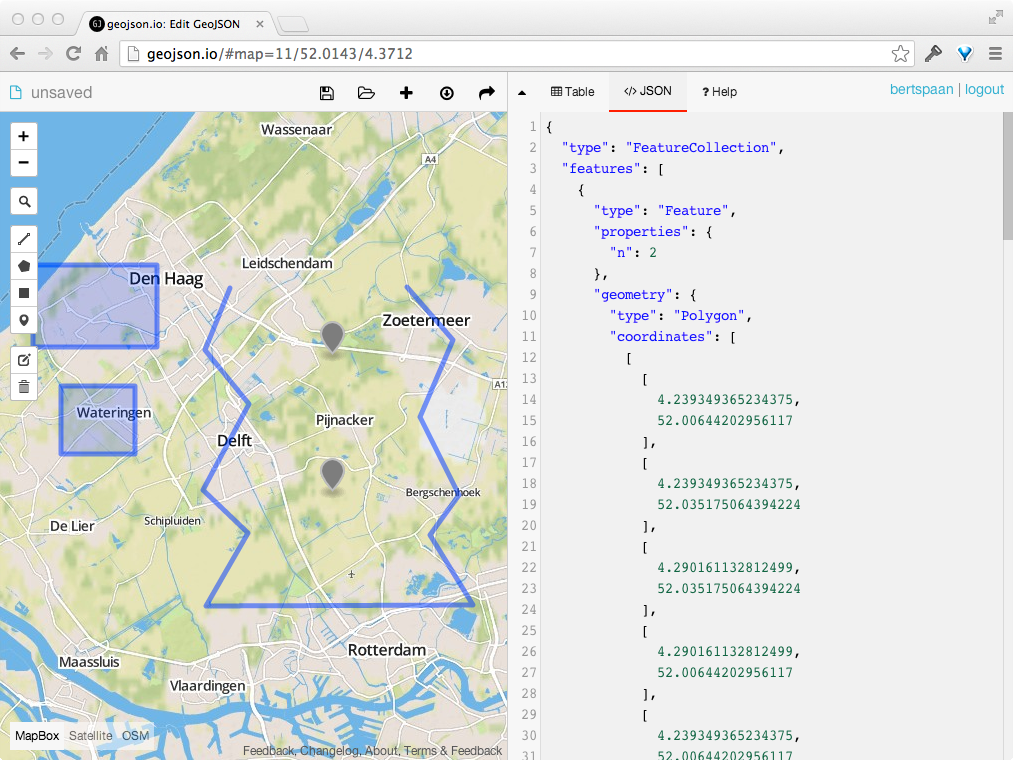 GJ geojson.io: Edit GeoJSON
geojson.io/#map=11/52.0143/4.3712
unsaved
Table
</> JSON
? Help
bertspaan | logout
Wassenaar
A4
Leidschendam
Den Haag
Zoetermeer
A12
Wateringen
Pijnacker
Delft
Bergschenhoek
Schipluiden
De Lier
Rotterdam
Maassluis
Vlaardingen
MapBox Satellite OSM
Feedback, Changelog, About, Terms & Feedback
1 {
2 "type": "FeatureCollection",
3 "features": [
4 {
5 "type": "Feature",
6 "properties": {
7 "n": 2
8 },
9 "geometry": {
10 "type": "Polygon",
11 "coordinates": [
12 [
13 [
14 4.239349365234375,
15 52.00644202956117
16 ],
17 [
18 4.239349365234375,
19 52.035175064394224
20 ],
21 [
22 4.290161132812499,
23 52.035175064394224
24 ],
25 [
26 4.290161132812499,
27 52.00644202956117
28 ],
29 [
30 4.239349365234375,
31 52.00644202956117